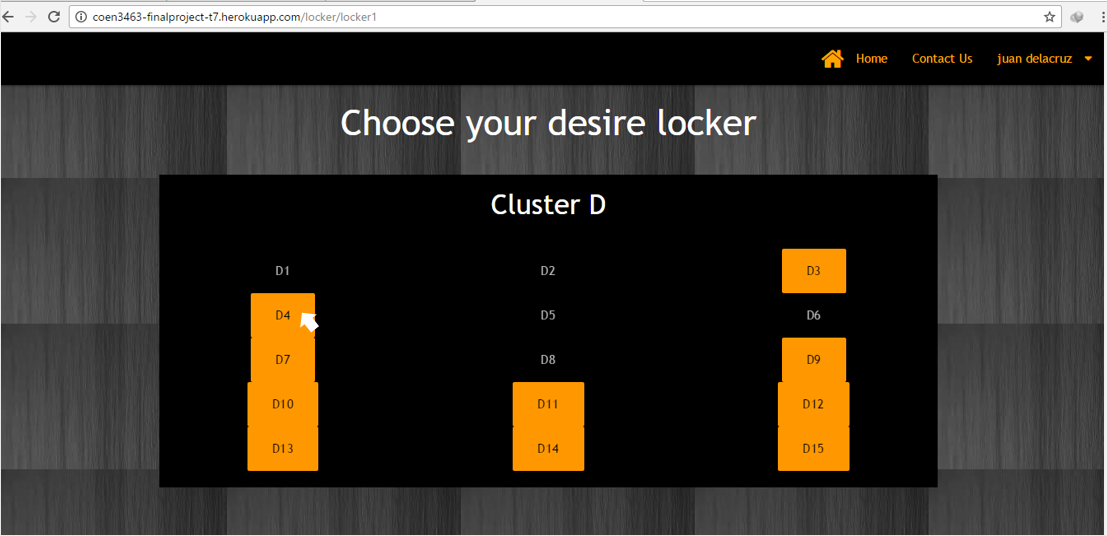 coen3463-finalproject-t7.herokuapp.com/locker/locker1
Home Contact Us juan delacruz
Choose your desire locker
Cluster D
D1 D2 D3
D4 D5 D6
D7 D8 D9
D10 D11 D12
D13 D14 D15